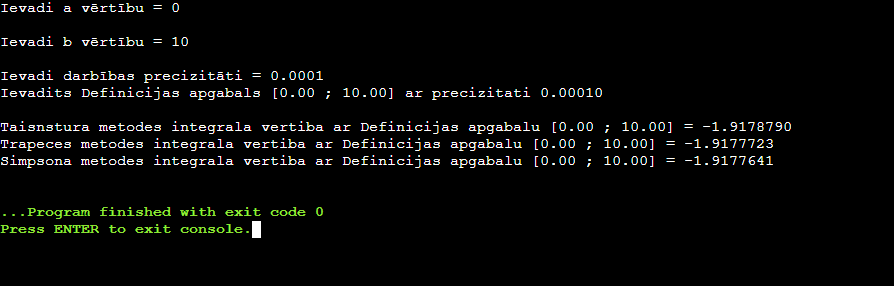 Ievadi a vērtību = 0
Ievadi b vērtību = 10
Ievadi darbības precizitāti = 0.0001
Ievadits Definicijas apgabals [0.00 ; 10.00] ar precizitati 0.00010
Taisnstura metodes integrala vertiba ar Definicijas apgabalu [0.00 ; 10.00] = -1.9178790
Trapeces metodes integrala vertiba ar Definicijas apgabalu [0.00 ; 10.00] = -1.9177723
Simpsona metodes integrala vertiba ar Definicijas apgabalu [0.00 ; 10.00] = -1.9177641
...Program finished with exit code 0
Press ENTER to exit console.